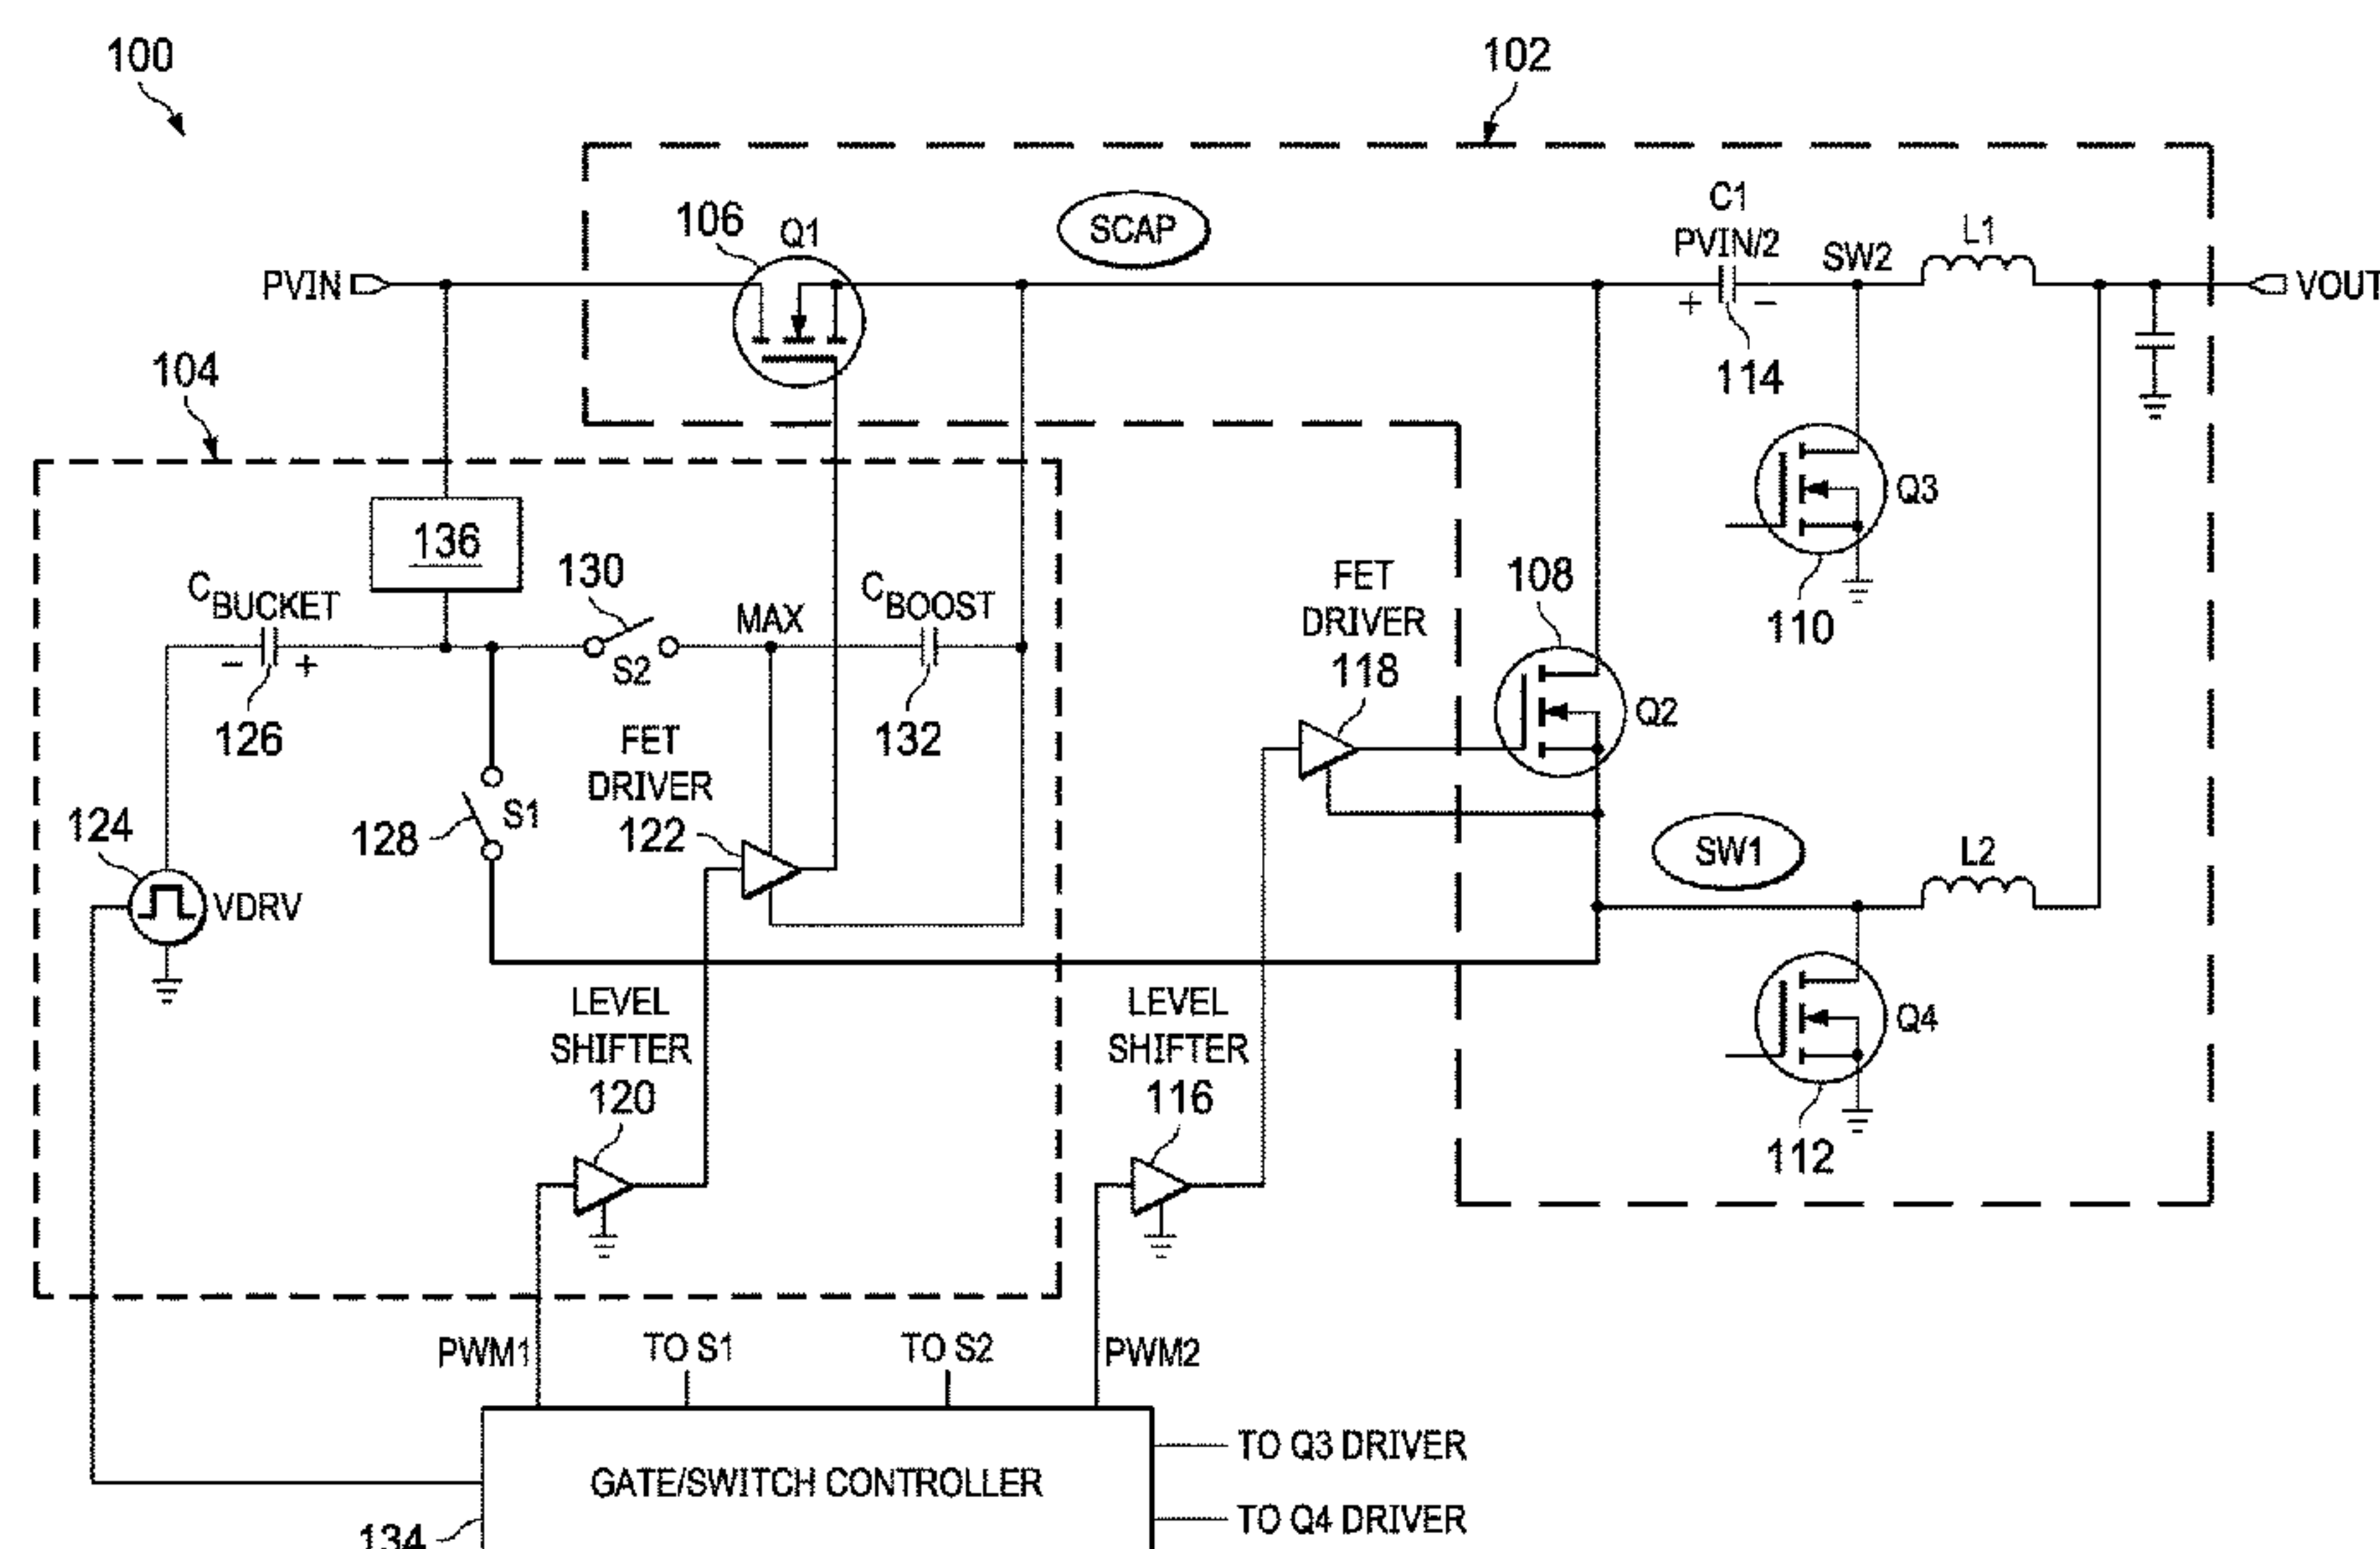 100
102
106
Q1
SCAP
C1
PVIN/2
SW2
L1
PVIN
+
-
VOUT
114
104
Q3
110
136
130
CBUCKET
S2
MAX
CBOOST
- +
126
132
FET
DRIVER
118
108
Q2
FET
DRIVER
122
S1
128
124
VDRV
SW1
L2
LEVEL
SHIFTER
120
LEVEL
SHIFTER
116
Q4
112
PWM1
TO S1
TO S2
PWM2
GATE/SWITCH CONTROLLER
TO Q3 DRIVER
TO Q4 DRIVER
134